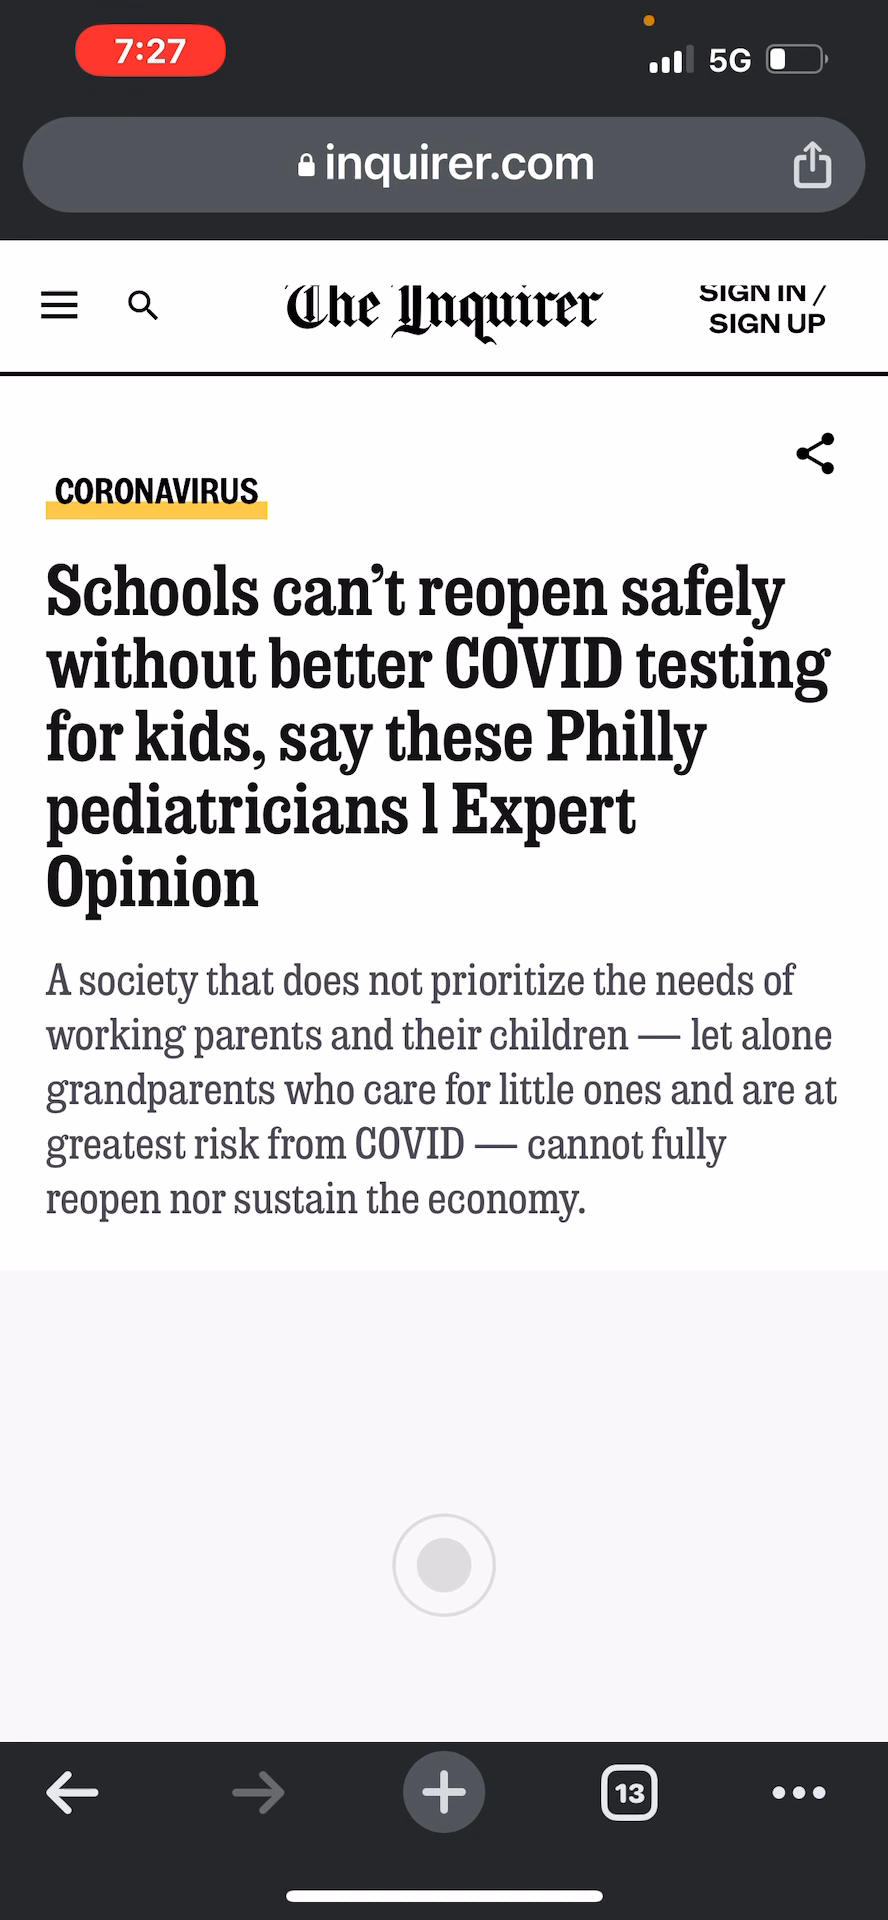 7:27
5G
inquirer.com
The Inquirer
SIGN IN /
SIGN UP
CORONAVIRUS
Schools can’t reopen safely
without better COVID testing
for kids, say these Philly
pediatricians l Expert
Opinion
A society that does not prioritize the needs of
working parents and their children — let alone
grandparents who care for little ones and are at
greatest risk from COVID — cannot fully
reopen nor sustain the economy.
13